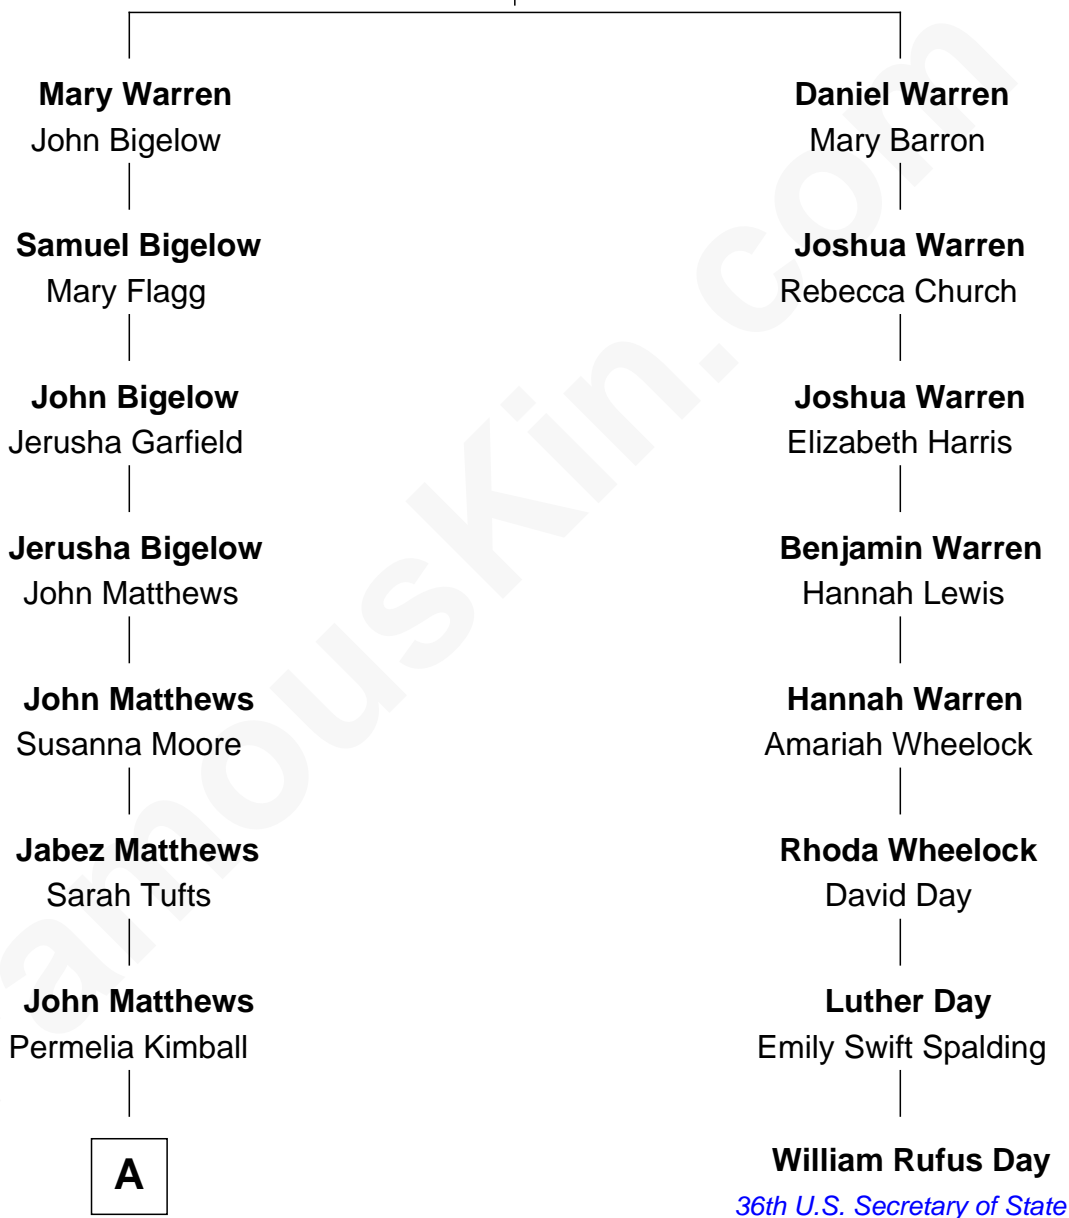 Mary Warren
John Bigelow
Daniel Warren
Mary Barron
Samuel Bigelow
Mary Flagg
Joshua Warren
Rebecca Church
John Bigelow
Jerusha Garfield
Joshua Warren
Elizabeth Harris
Jerusha Bigelow
John Matthews
Benjamin Warren
Hannah Lewis
John Matthews
Susanna Moore
Hannah Warren
Amariah Wheelock
Jabez Matthews
Sarah Tufts
Rhoda Wheelock
David Day
John Matthews
Permelia Kimball
Luther Day
Emily Swift Spalding
A
William Rufus Day
36th U.S. Secretary of State
amouskin.com